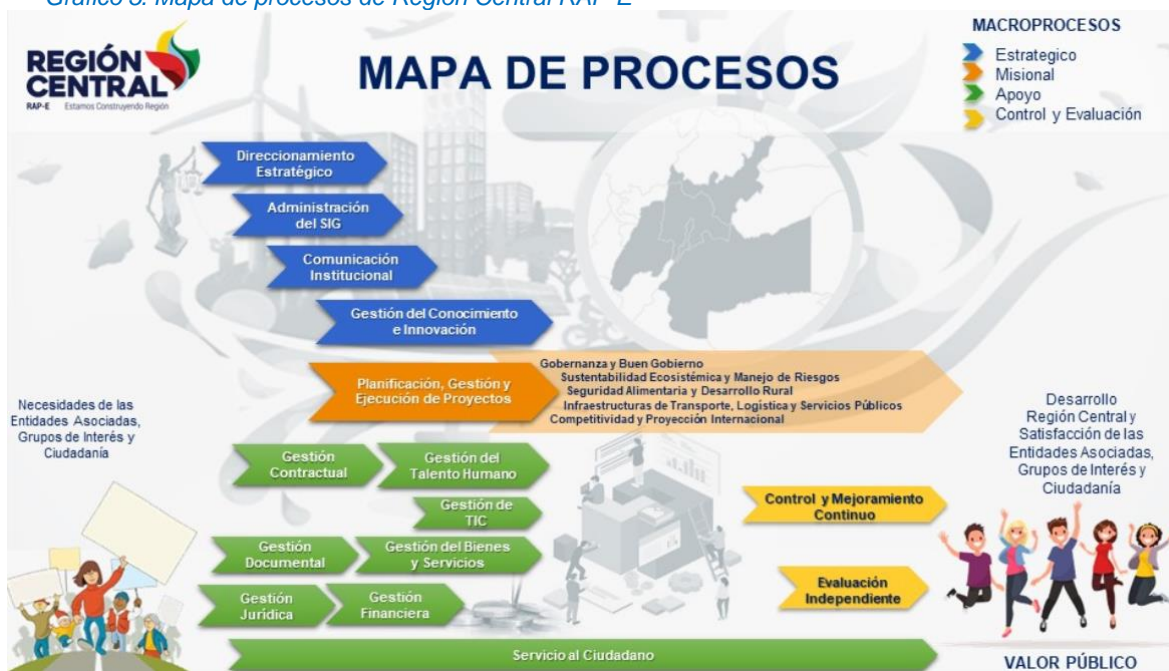 Gráfico 3. Mapa de procesos de Región Central RAP-E
REGIÓN
CENTRAL
RAP-E Estamos Construyendo Región
MAPA DE PROCESOS
MACROPROCESOS
Estrategico
Misional
Apoyo
Control y Evaluación
Direccionamiento
Estratégico
Administración
del SIG
Comunicación
Institucional
Gestión del Conocimiento
e Innovación
Planificación, Gestión y
Ejecución de Proyectos
Gobernanza y Buen Gobierno
Sustentabilidad Ecosistémica y Manejo de Riesgos
Seguridad Alimentaria y Desarrollo Rural
Infraestructuras de Transporte, Logística y Servicios Públicos
Competitividad y Proyección Internacional
Necesidades de las
Entidades Asociadas,
Grupos de Interés y
Ciudadanía
Gestión
Contractual
Gestión del
Talento Humano
Gestión de
TIC
Gestión
Documental
Gestión del Bienes
y Servicios
Gestión
Jurídica
Gestión
Financiera
Servicio al Ciudadano
Control y Mejoramiento
Continuo
Evaluación
Independiente
Desarrollo
Región Central y
Satisfacción de las
Entidades Asociadas,
Grupos de Interés y
Ciudadanía
VALOR PÚBLICO